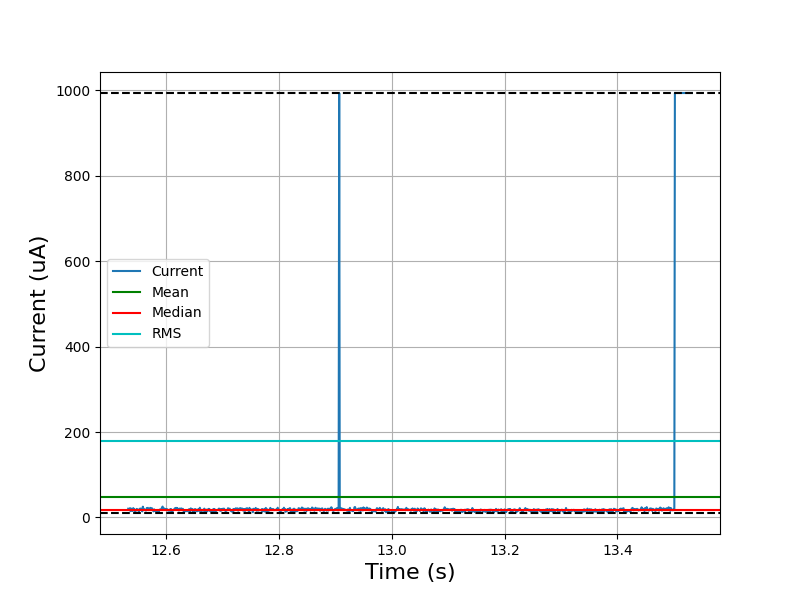 1000
800
600
400
200
0
Current (uA)
Current
Mean
Median
RMS
12.6
12.8
13.0
13.2
13.4
Time (s)